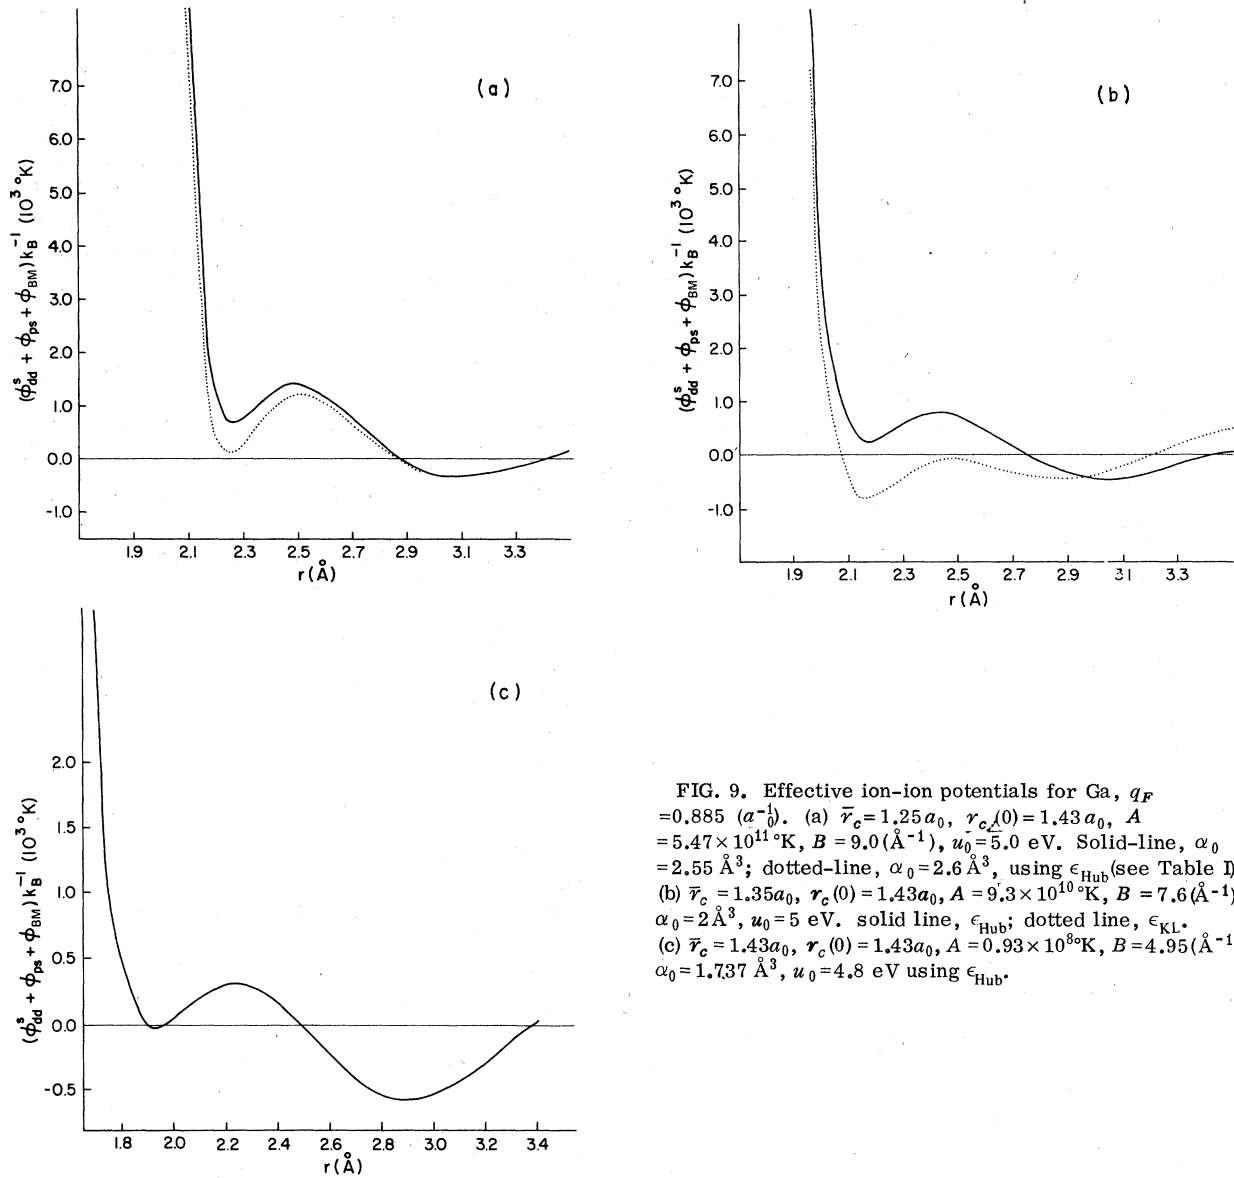 (a)
7.0
6.0
5.0
4.0
3.0
2.0
1.0
0.0
-1.0
(ϕ^s_dd + ϕ_ps + ϕ_BM) k_B^-1 (10^3 °K)
1.9 2.1 2.3 2.5 2.7 2.9 3.1 3.3
r(Å)
(b)
7.0
6.0
5.0
4.0
3.0
2.0
1.0
0.0
-1.0
(ϕ^s_dd + ϕ_ps + ϕ_BM) k_B^-1 (10^3 °K)
1.9 2.1 2.3 2.5 2.7 2.9 3.1 3.3
r(Å)
(c)
2.0
1.5
1.0
0.5
0.0
-0.5
(ϕ^s_dd + ϕ_ps + ϕ_BM) k_B^-1 (10^3 °K)
1.8 2.0 2.2 2.4 2.6 2.8 3.0 3.2 3.4
r(Å)
FIG. 9. Effective ion-ion potentials for Ga, q_F
=0.885 (a_0^-1). (a) r̄_c = 1.25a_0, r_c(0) = 1.43a_0, A
=5.47×10^11 °K, B = 9.0(Å^-1), u_0=5.0 eV. Solid-line, α_0
=2.55 Å^3; dotted-line, α_0=2.6 Å^3, using ϵ_Hub(see Table I)
(b) r̄_c = 1.35a_0, r_c(0) = 1.43a_0, A = 9.3×10^10 °K, B = 7.6(Å^-1)
α_0=2Å^3, u_0=5 eV. solid line, ϵ_Hub; dotted line, ϵ_KL.
(c) r̄_c = 1.43a_0, r_c(0) = 1.43a_0, A = 0.93×10^8°K, B=4.95(Å^-1
α_0=1.737 Å^3, u_0=4.8 eV using ϵ_Hub.